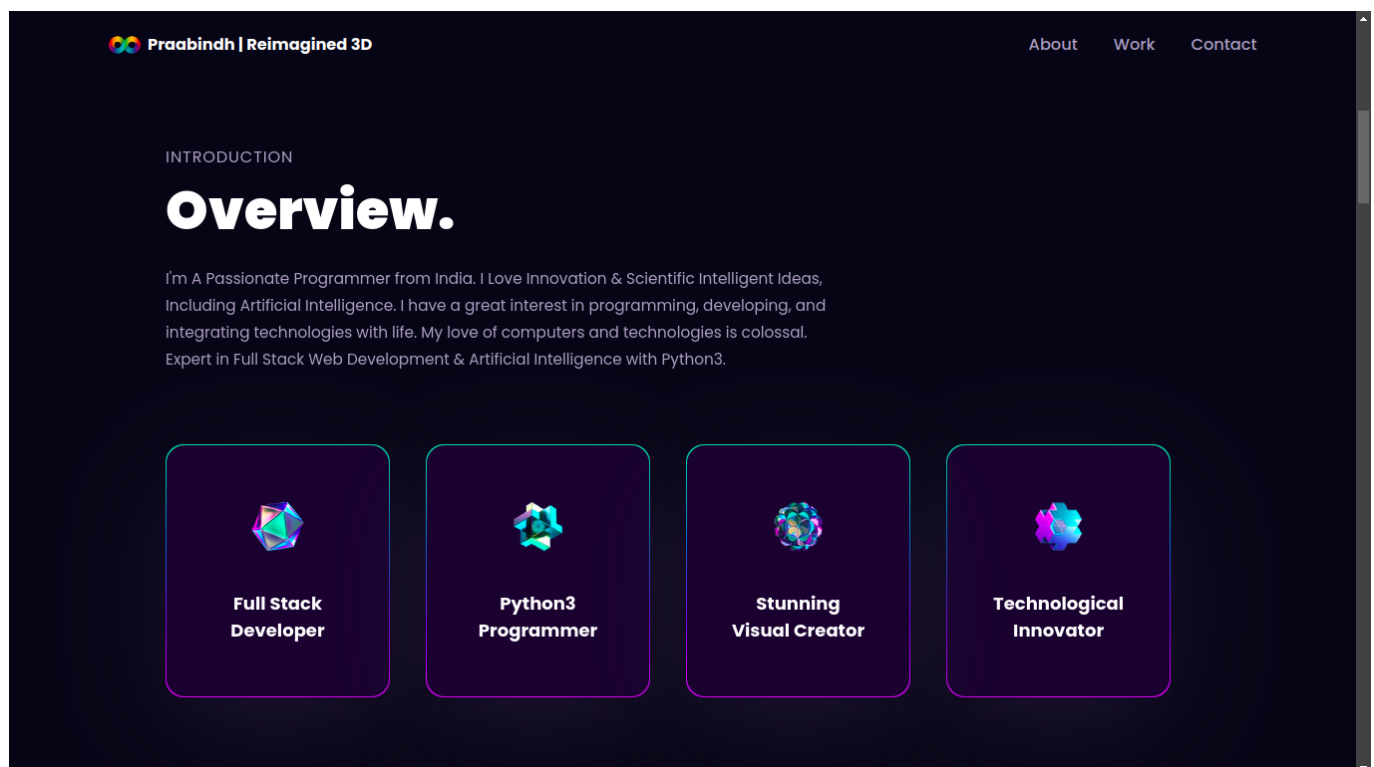 Praabindh | Reimagined 3D
About
Work
Contact
INTRODUCTION
Overview.
I'm A Passionate Programmer from India. I Love Innovation & Scientific Intelligent Ideas,
Including Artificial Intelligence. I have a great interest in programming, developing, and
integrating technologies with life. My love of computers and technologies is colossal.
Expert in Full Stack Web Development & Artificial Intelligence with Python3.
Full Stack
Developer
Python3
Programmer
Stunning
Visual Creator
Technological
Innovator